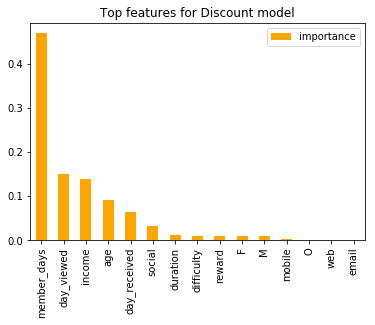 Top features for Discount model
importance
0.4
0.3
0.2
0.1
0.0
member_days
day_viewed
income
age
day_received
social
duration
difficulty
reward
F
M
mobile
O
web
email